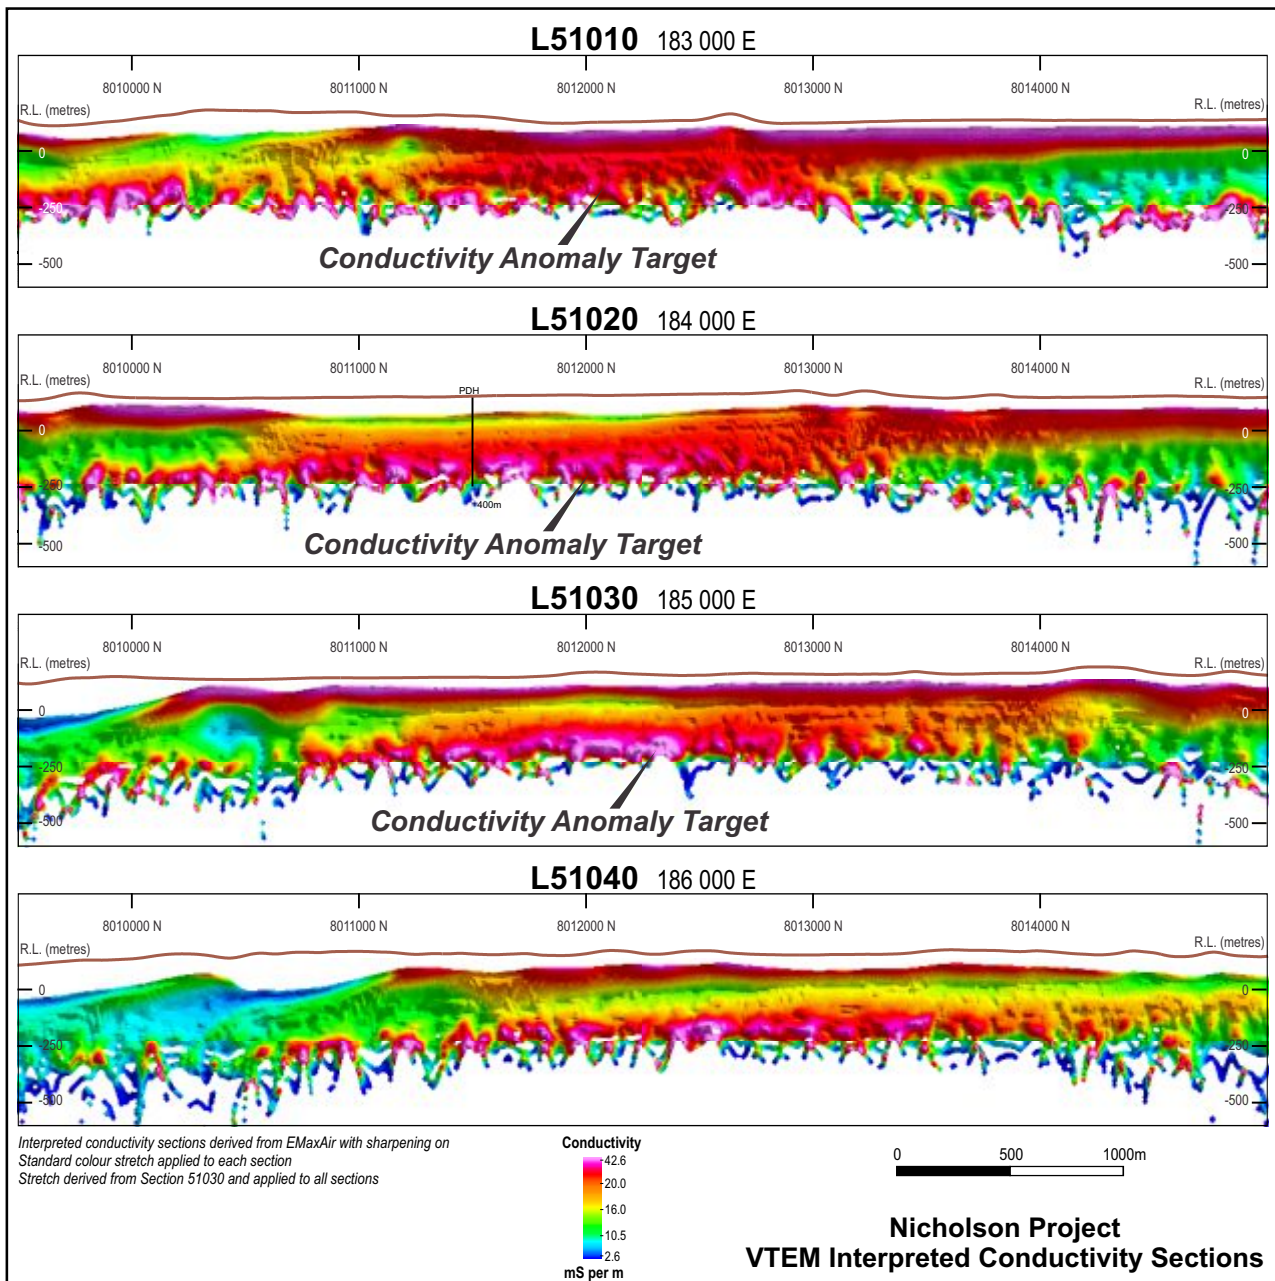 L51010 183 000 E
8010000 N 8011000 N 8012000 N 8013000 N 8014000 N
R.L. (metres) R.L. (metres)
0 0
-250 -250
-500 -500
Conductivity Anomaly Target
L51020 184 000 E
8010000 N 8011000 N 8012000 N 8013000 N 8014000 N
R.L. (metres) R.L. (metres)
PDH
0 0
-250 -250
400m
-500 -500
Conductivity Anomaly Target
L51030 185 000 E
8010000 N 8011000 N 8012000 N 8013000 N 8014000 N
R.L. (metres) R.L. (metres)
0 0
-250 -250
-500 -500
Conductivity Anomaly Target
L51040 186 000 E
8010000 N 8011000 N 8012000 N 8013000 N 8014000 N
R.L. (metres) R.L. (metres)
0 0
-250 -250
-500 -500
Interpreted conductivity sections derived from EMaxAir with sharpening on
Standard colour stretch applied to each section
Stretch derived from Section 51030 and applied to all sections
Conductivity
42.6
20.0
16.0
10.5
2.6
mS per m
0 500 1000m
Nicholson Project
VTEM Interpreted Conductivity Sections